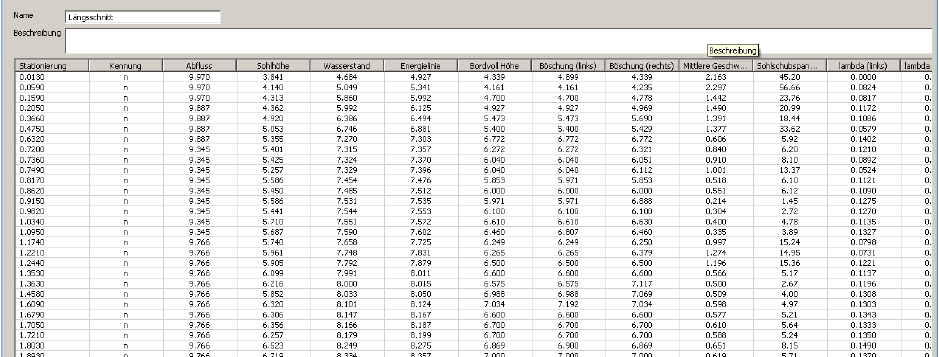 Name Längsschnitt
Beschreibung
Beschreibung
Stationierung Kennung Abfluss Sohlhöhe Wasserstand Energielinie Bordvoll Höhe Böschung (links) Böschung (rechts) Mittlere Geschw... Sohlschubspan... lambda (links) lambda
0.0130 n 9.970 3.841 4.684 4.927 4.339 4.899 4.339 2.163 45.20 0.0000 0.
0.0590 n 9.970 4.140 5.049 5.341 4.161 4.161 4.235 2.297 56.66 0.0824 0.
0.1590 n 9.970 4.313 5.860 5.992 4.700 4.700 4.778 1.442 23.76 0.0817 0.
0.2050 n 9.887 4.362 5.992 6.125 4.927 4.927 4.969 1.490 20.99 0.1172 0.
0.3660 n 9.887 4.920 6.386 6.494 5.473 5.473 5.690 1.391 18.44 0.1086 0.
0.4750 n 9.887 5.053 6.746 6.881 5.400 5.400 5.429 1.377 33.62 0.0579 0.
0.6320 n 9.887 5.355 7.270 7.303 6.772 6.772 6.772 0.606 5.92 0.1402 0.
0.7200 n 9.345 5.401 7.315 7.357 6.272 6.272 6.321 0.840 6.20 0.1210 0.
0.7360 n 9.345 5.425 7.324 7.370 6.040 6.040 6.051 0.910 8.10 0.0892 0.
0.7490 n 9.345 5.257 7.329 7.396 6.040 6.040 6.112 1.001 13.37 0.0524 0.
0.8170 n 9.345 5.586 7.454 7.476 5.853 5.971 5.853 0.518 6.10 0.1121 0.
0.8620 n 9.345 5.450 7.485 7.512 6.000 6.000 6.000 0.551 6.12 0.1090 0.
0.9150 n 9.345 5.586 7.531 7.535 5.971 5.971 6.888 0.214 1.45 0.1275 0.
0.9820 n 9.345 5.441 7.544 7.553 6.100 6.100 6.100 0.304 2.72 0.1270 0.
1.0340 n 9.345 5.710 7.551 7.572 6.610 6.610 6.630 0.400 4.78 0.1135 0.
1.0950 n 9.345 5.687 7.590 7.602 6.460 6.807 6.460 0.335 3.89 0.1327 0.
1.1740 n 9.766 5.740 7.658 7.725 6.249 6.249 6.250 0.997 15.24 0.0798 0.
1.2210 n 9.766 5.961 7.748 7.831 6.265 6.265 6.379 1.274 14.95 0.0731 0.
1.2440 n 9.766 5.905 7.792 7.879 6.500 6.500 6.500 1.196 15.36 0.1221 0.
1.3530 n 9.766 6.099 7.991 8.011 6.600 6.600 6.600 0.566 5.17 0.1137 0.
1.3630 n 9.766 6.216 8.000 8.015 6.575 6.575 7.117 0.500 2.67 0.1196 0.
1.4580 n 9.766 5.852 8.033 8.050 6.988 6.988 7.069 0.509 4.00 0.1308 0.
1.6090 n 9.766 6.320 8.101 8.124 7.034 7.192 7.034 0.598 4.97 0.1303 0.
1.6790 n 9.766 6.306 8.147 8.167 6.600 6.600 6.600 0.577 5.21 0.1343 0.
1.7050 n 9.766 6.356 8.166 8.187 6.700 6.700 6.700 0.610 5.64 0.1333 0.
1.7210 n 9.766 6.257 8.179 8.199 6.700 6.700 6.700 0.588 5.24 0.1350 0.
1.8030 n 9.766 6.523 8.249 8.275 6.869 6.900 6.869 0.651 8.15 0.1490 0.
1.8930 n 9.766 6.719 8.334 8.357 7.000 7.000 7.000 0.619 5.71 0.1370 0.